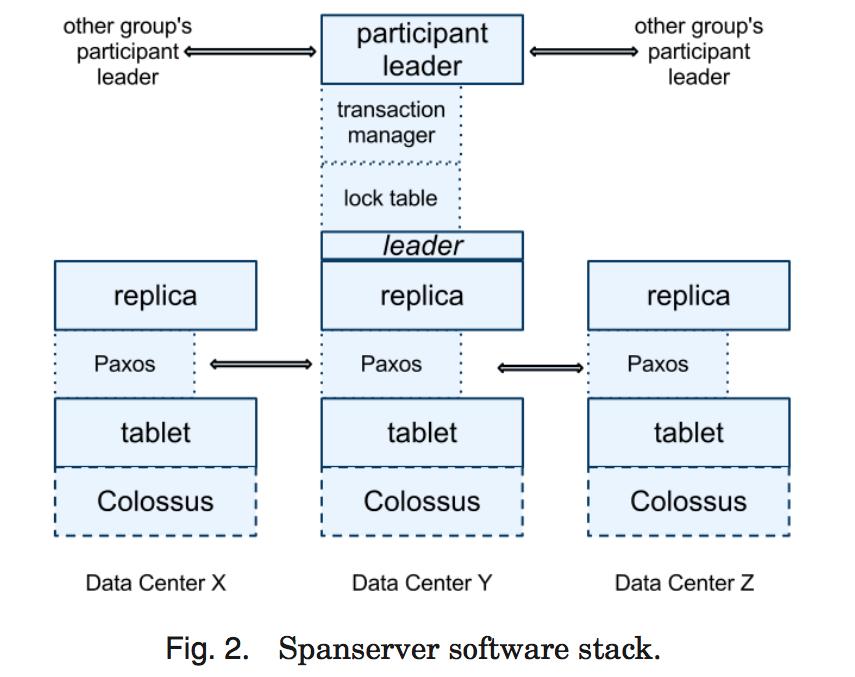 other group's
participant
leader
participant
leader
other group's
participant
leader
transaction
manager
lock table
leader
replica
replica
replica
Paxos
Paxos
Paxos
tablet
tablet
tablet
Colossus
Colossus
Colossus
Data Center X
Data Center Y
Data Center Z
Fig. 2. Spanserver software stack.